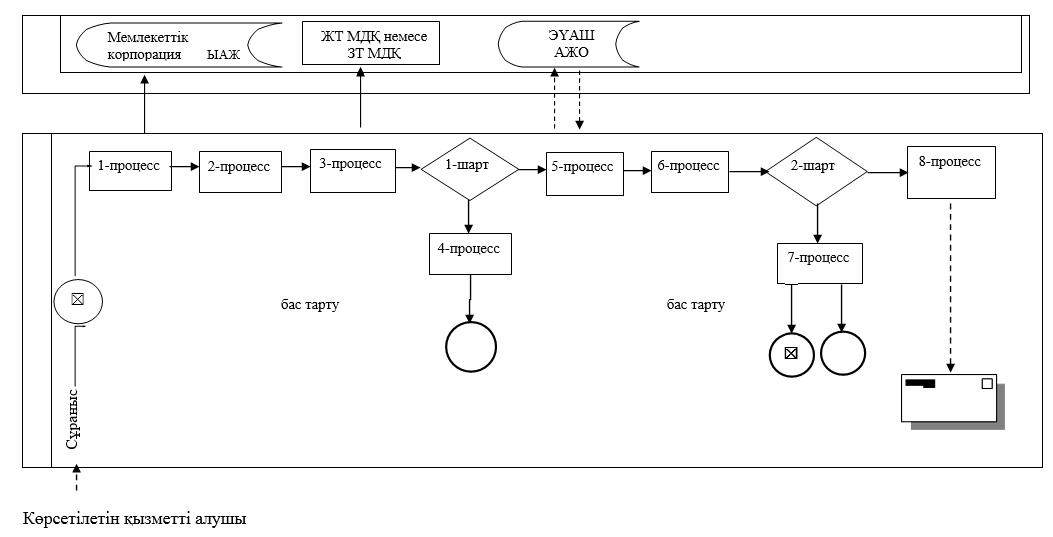 Мемлекеттік
корпорация ЫАЖ
ЖТ МДҚ немесе
ЗТ МДҚ
ЭҮАШ
АЖО
1-процесс
2-процесс
3-процесс
1-шарт
5-процесс
6-процесс
2-шарт
8-процесс
4-процесс
7-процесс
бас тарту
бас тарту
Сұраныс
Көрсетілетін қызметті алушы